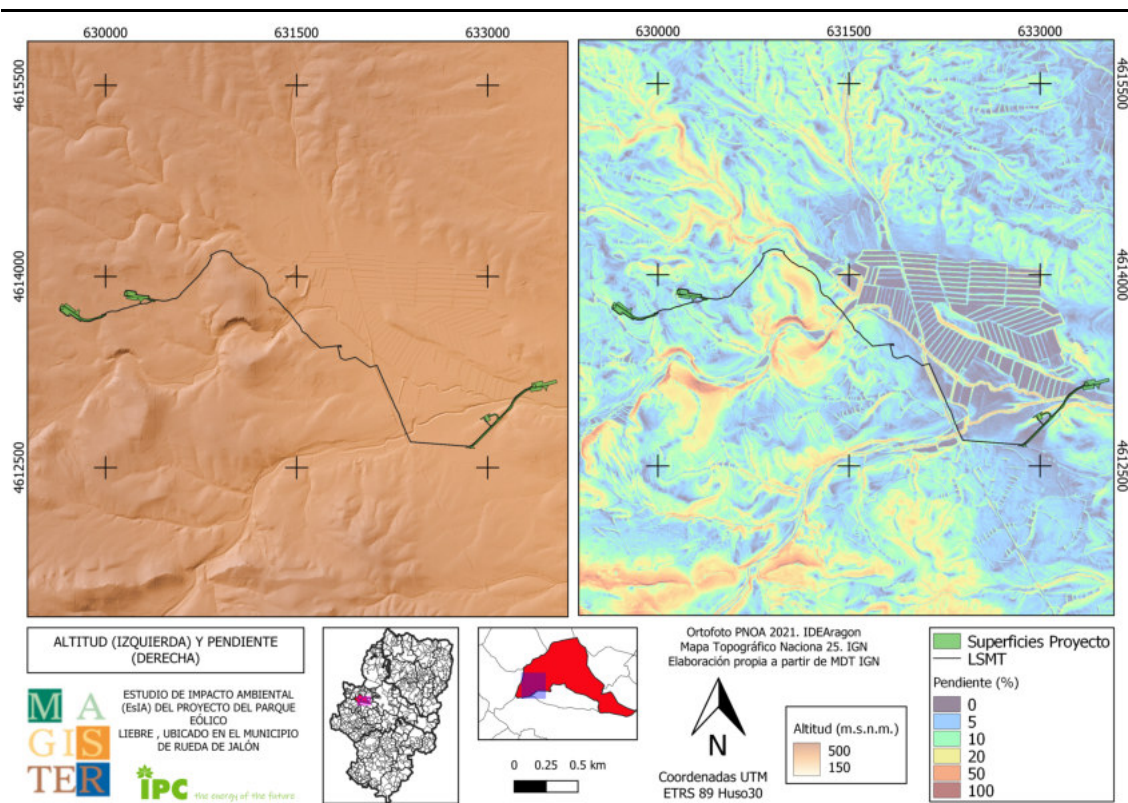 630000 631500 633000
630000 631500 633000
4615500
4614000
4612500
4615500
4614000
4612500
ALTITUD (IZQUIERDA) Y PENDIENTE
(DERECHA)
MA
GIS
TER
ESTUDIO DE IMPACTO AMBIENTAL
(EsIA) DEL PROYECTO DEL PARQUE
EÓLICO
LIEBRE , UBICADO EN EL MUNICIPIO
DE RUEDA DE JALÓN
IPC the energy of the future
0 0.25 0.5 km
Ortofoto PNOA 2021. IDEAragon
Mapa Topográfico Naciona 25. IGN
Elaboración propia a partir de MDT IGN
N
Coordenadas UTM
ETRS 89 Huso30
Altitud (m.s.n.m.)
500
150
Superficies Proyecto
LSMT
Pendiente (%)
0
5
10
20
50
100